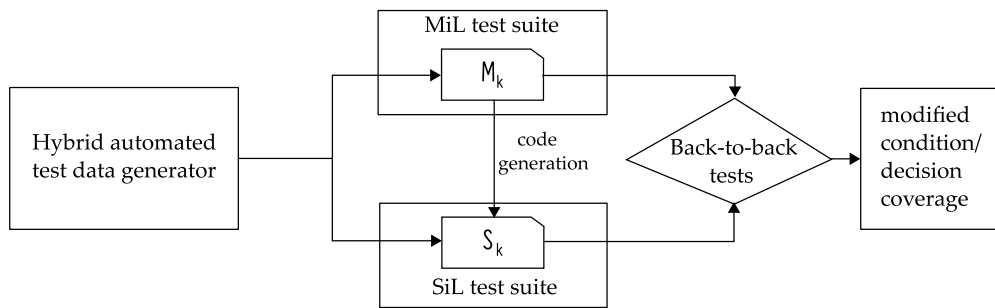 MiL test suite
M_k
Hybrid automated
test data generator
code
generation
Back-to-back
tests
modified
condition/
decision
coverage
S_k
SiL test suite